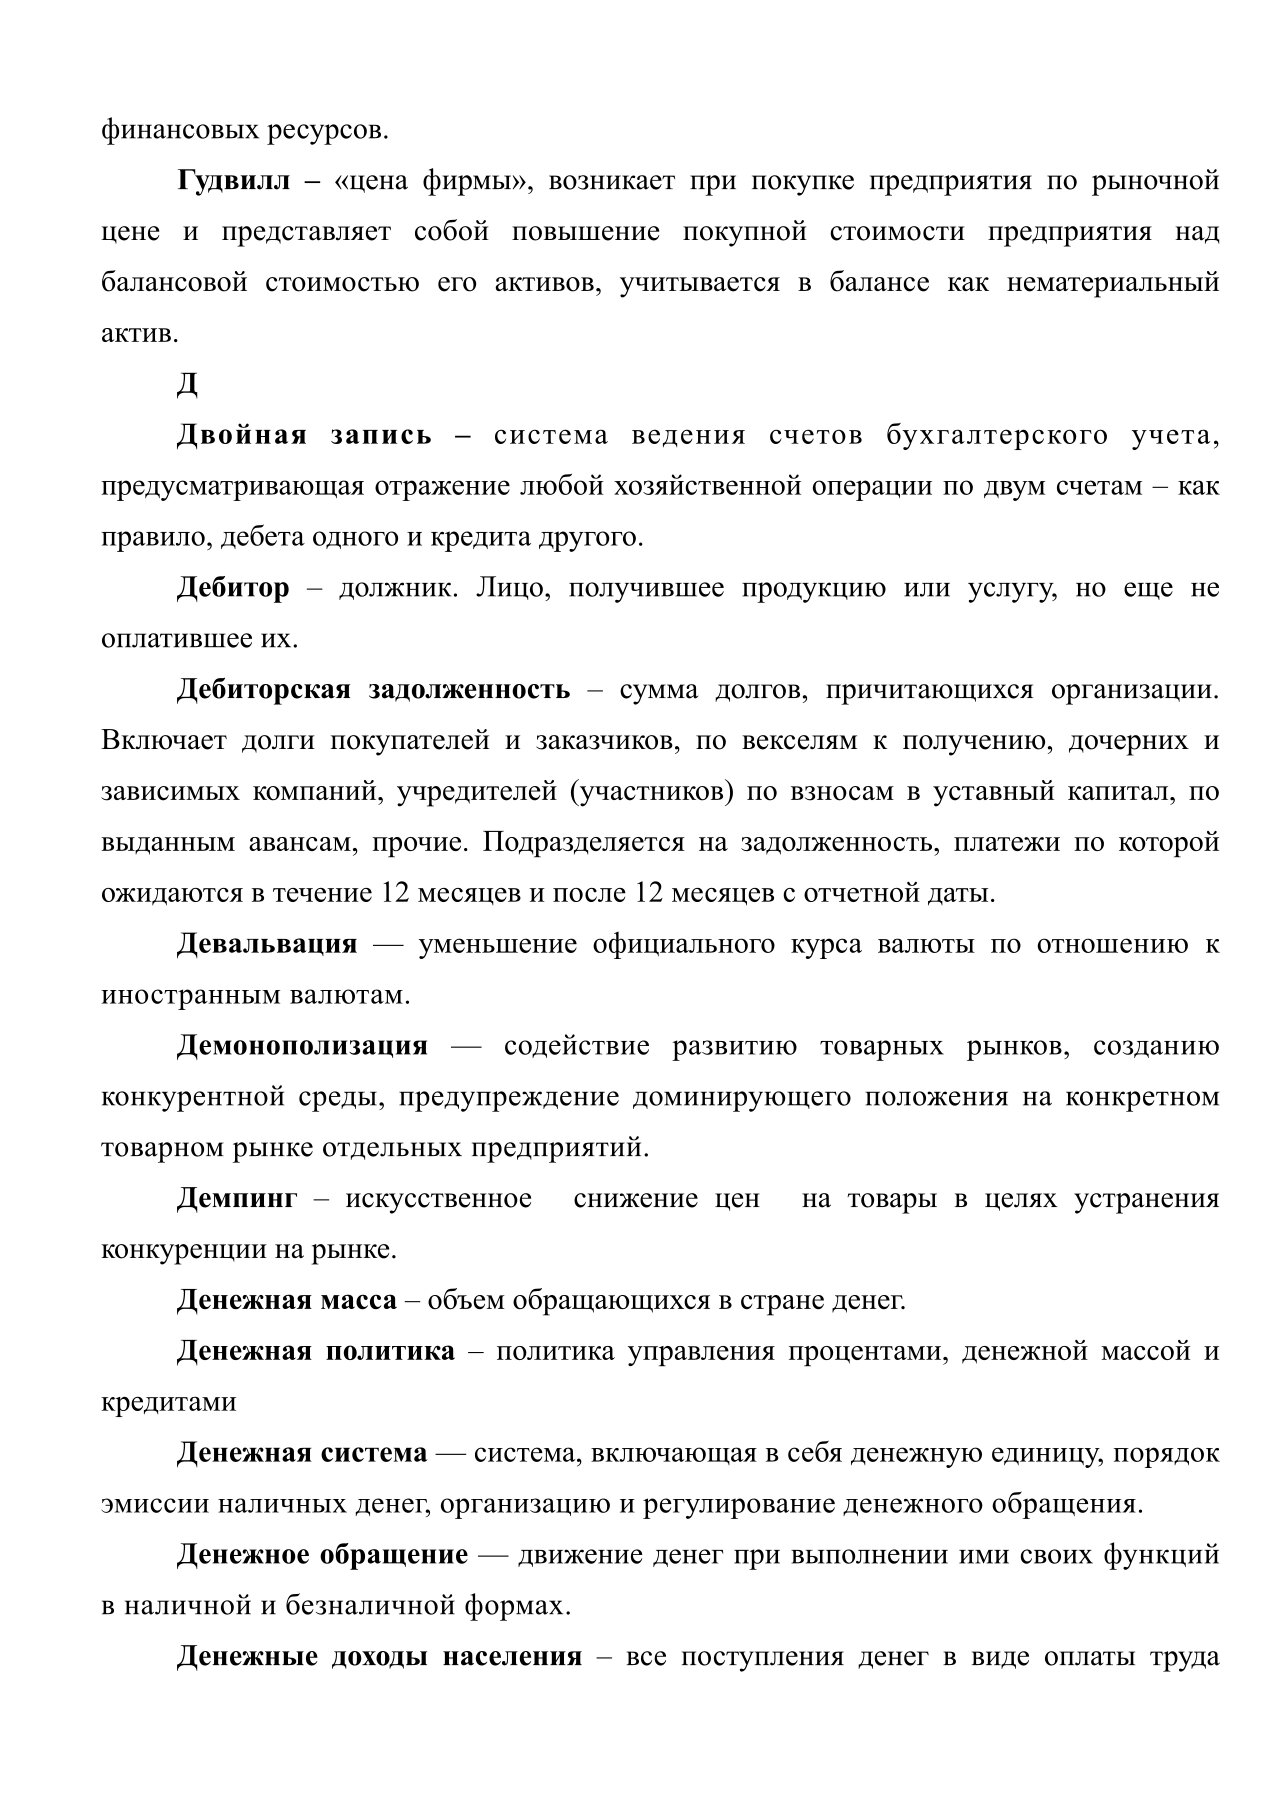 финансовых ресурсов.
Гудвилл – «цена фирмы», возникает при покупке предприятия по рыночной
цене и представляет собой повышение покупной стоимости предприятия над
балансовой стоимостью его активов, учитывается в балансе как нематериальный
актив.
Д
Двойная запись – система ведения счетов бухгалтерского учета,
предусматривающая отражение любой хозяйственной операции по двум счетам – как
правило, дебета одного и кредита другого.
Дебитор – должник. Лицо, получившее продукцию или услугу, но еще не
оплатившее их.
Дебиторская задолженность – сумма долгов, причитающихся организации.
Включает долги покупателей и заказчиков, по векселям к получению, дочерних и
зависимых компаний, учредителей (участников) по взносам в уставный капитал, по
выданным авансам, прочие. Подразделяется на задолженность, платежи по которой
ожидаются в течение 12 месяцев и после 12 месяцев с отчетной даты.
Девальвация — уменьшение официального курса валюты по отношению к
иностранным валютам.
Демонополизация — содействие развитию товарных рынков, созданию
конкурентной среды, предупреждение доминирующего положения на конкретном
товарном рынке отдельных предприятий.
Демпинг – искусственное снижение цен на товары в целях устранения
конкуренции на рынке.
Денежная масса – объем обращающихся в стране денег.
Денежная политика – политика управления процентами, денежной массой и
кредитами
Денежная система — система, включающая в себя денежную единицу, порядок
эмиссии наличных денег, организацию и регулирование денежного обращения.
Денежное обращение — движение денег при выполнении ими своих функций
в наличной и безналичной формах.
Денежные доходы населения – все поступления денег в виде оплаты труда